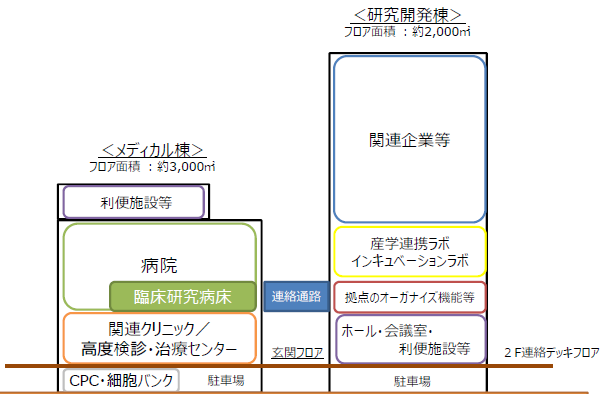 ＜研究開発棟＞
フロア面積 ：約2,000㎡
関連企業等
＜メディカル棟＞
フロア面積 ：約3,000㎡
利便施設等
病院
臨床研究病床
連絡通路
産学連携ラボ
インキュベーションラボ
拠点のオーガナイズ機能等
関連クリニック／
高度検診・治療センター
玄関フロア
ホール・会議室・
利便施設等
２F連絡デッキフロア
CPC・細胞バンク
駐車場
駐車場